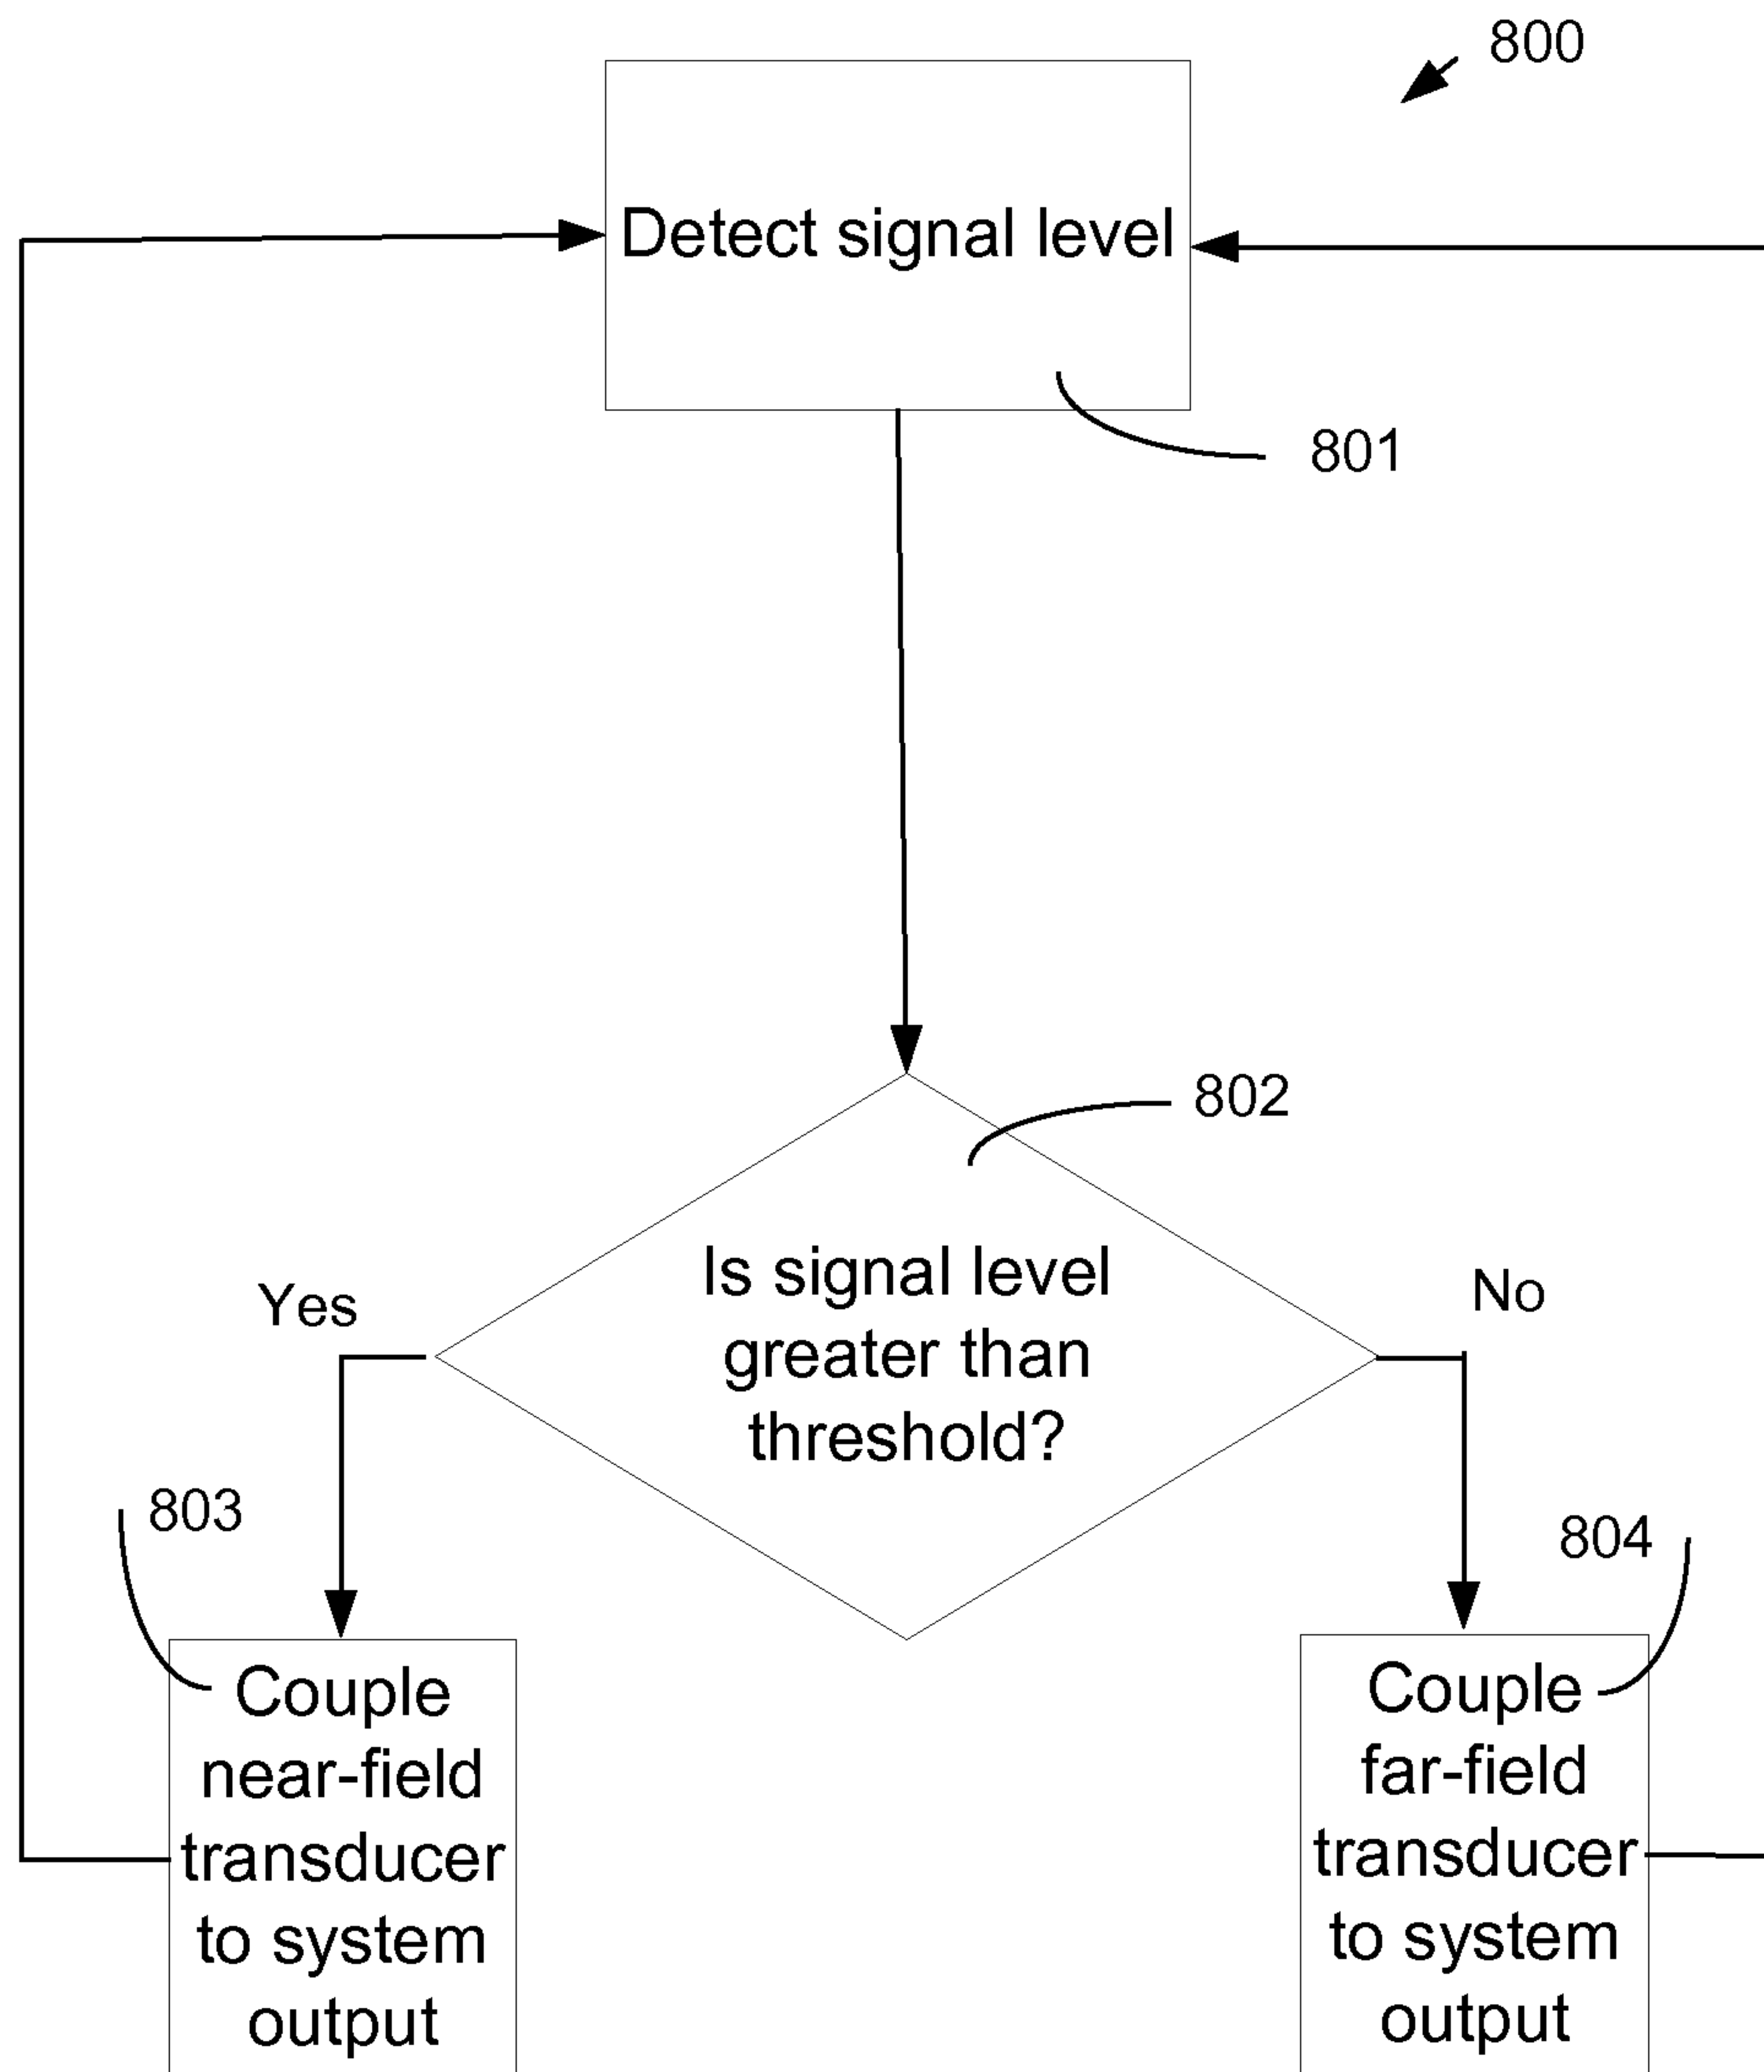 800
Detect signal level
801
802
Is signal level
greater than
threshold?
Yes
No
803
804
Couple
near-field
transducer
to system
output
Couple
far-field
transducer
to system
output